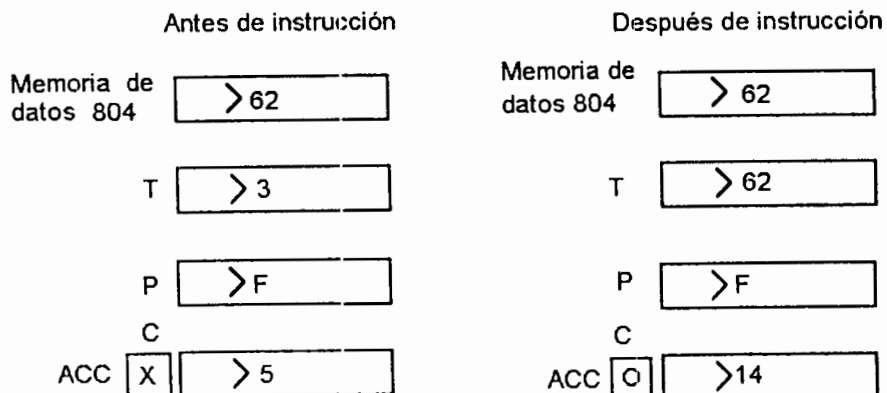 Antes de instrucción
Después de instrucción
Memoria de
datos 804
>62
Memoria de
datos 804
>62
T
>3
T
>62
P
>F
P
>F
C
ACC
X
>5
C
ACC
O
>14